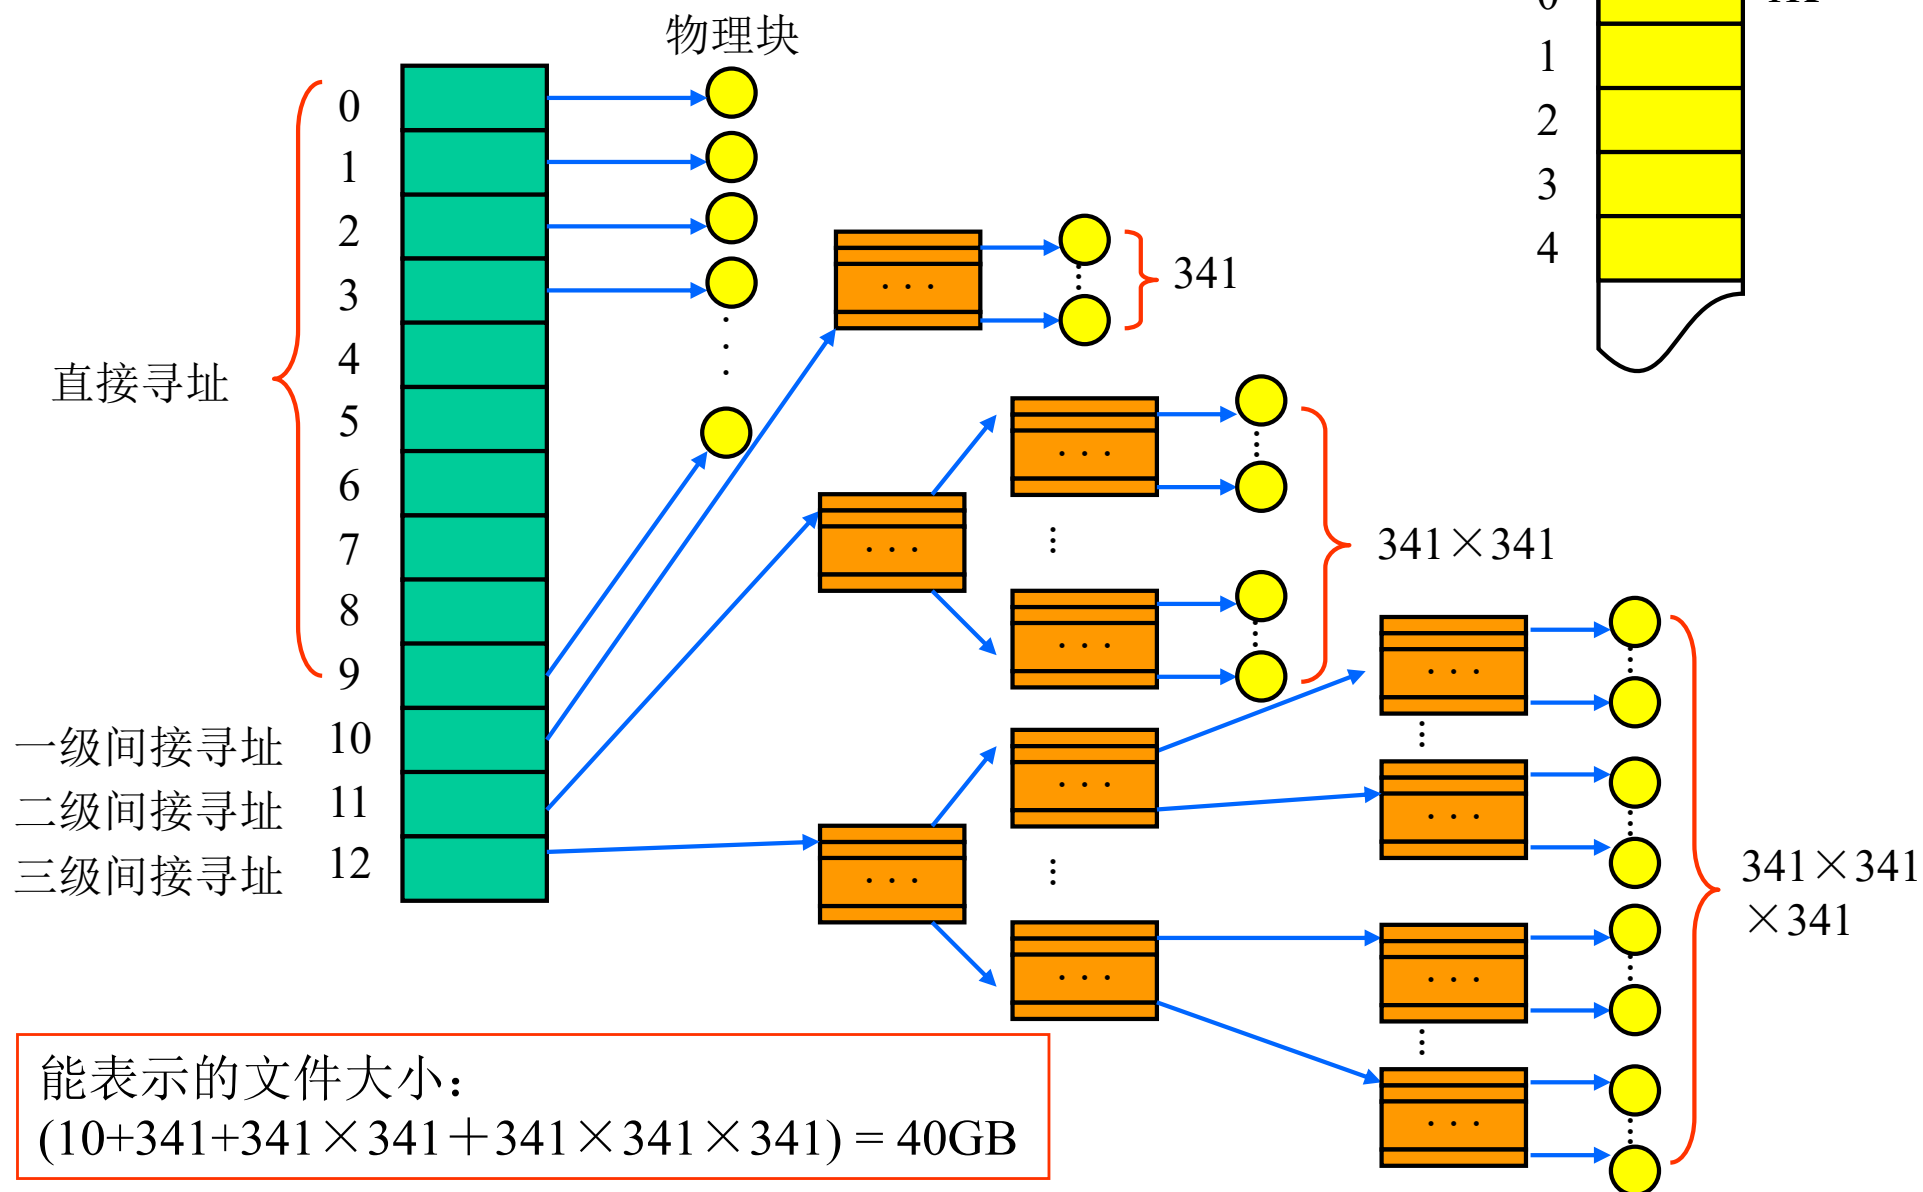 物理块
0
1
2
3
4
5
6
7
8
9
10
11
12
直接寻址
一级间接寻址
二级间接寻址
三级间接寻址
· · ·
341
· · ·
· · ·
· · ·
341×341
· · ·
· · ·
· · ·
· · ·
· · ·
· · ·
· · ·
341×341
×341
1
2
3
4
能表示的文件大小：
(10+341+341×341＋341×341×341) = 40GB